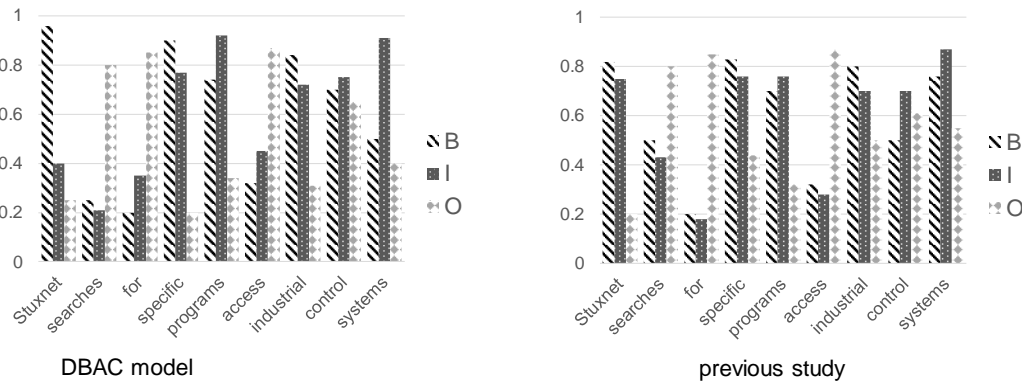 1
0.8
0.6
0.4
0.2
0
Stuxnet
searches
for
specific
programs
access
industrial
control
systems
B
I
O
DBAC model
1
0.8
0.6
0.4
0.2
0
Stuxnet
searches
for
specific
programs
access
industrial
control
systems
B
I
O
previous study